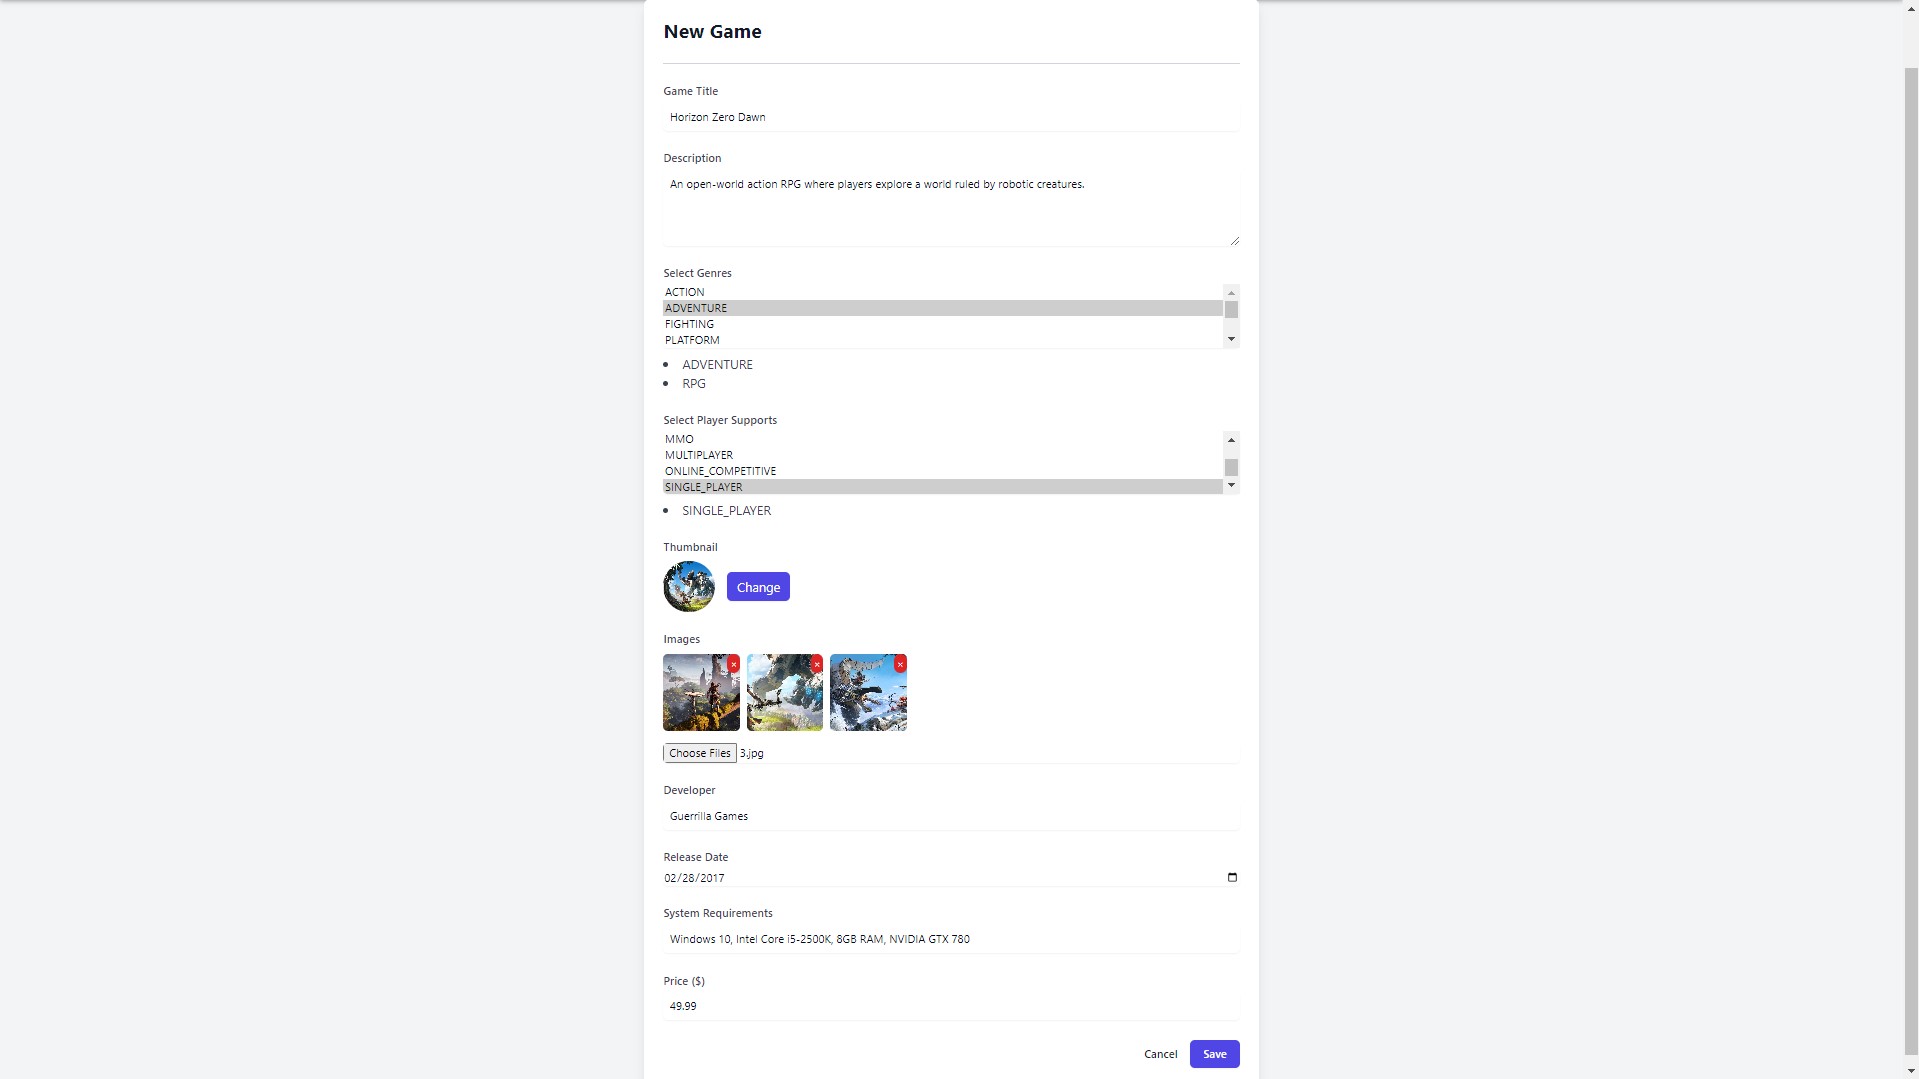 New Game
Game Title
Horizon Zero Dawn
Description
An open-world action RPG where players explore a world ruled by robotic creatures.
Select Genres
ACTION
ADVENTURE
FIGHTING
PLATFORM
• ADVENTURE
• RPG
Select Player Supports
MMO
MULTIPLAYER
ONLINE_COMPETITIVE
SINGLE_PLAYER
• SINGLE_PLAYER
Thumbnail
Change
Images
× × ×
Choose Files 3.jpg
Developer
Guerrilla Games
Release Date
02/28/2017
System Requirements
Windows 10, Intel Core i5-2500K, 8GB RAM, NVIDIA GTX 780
Price ($)
49.99
Cancel Save